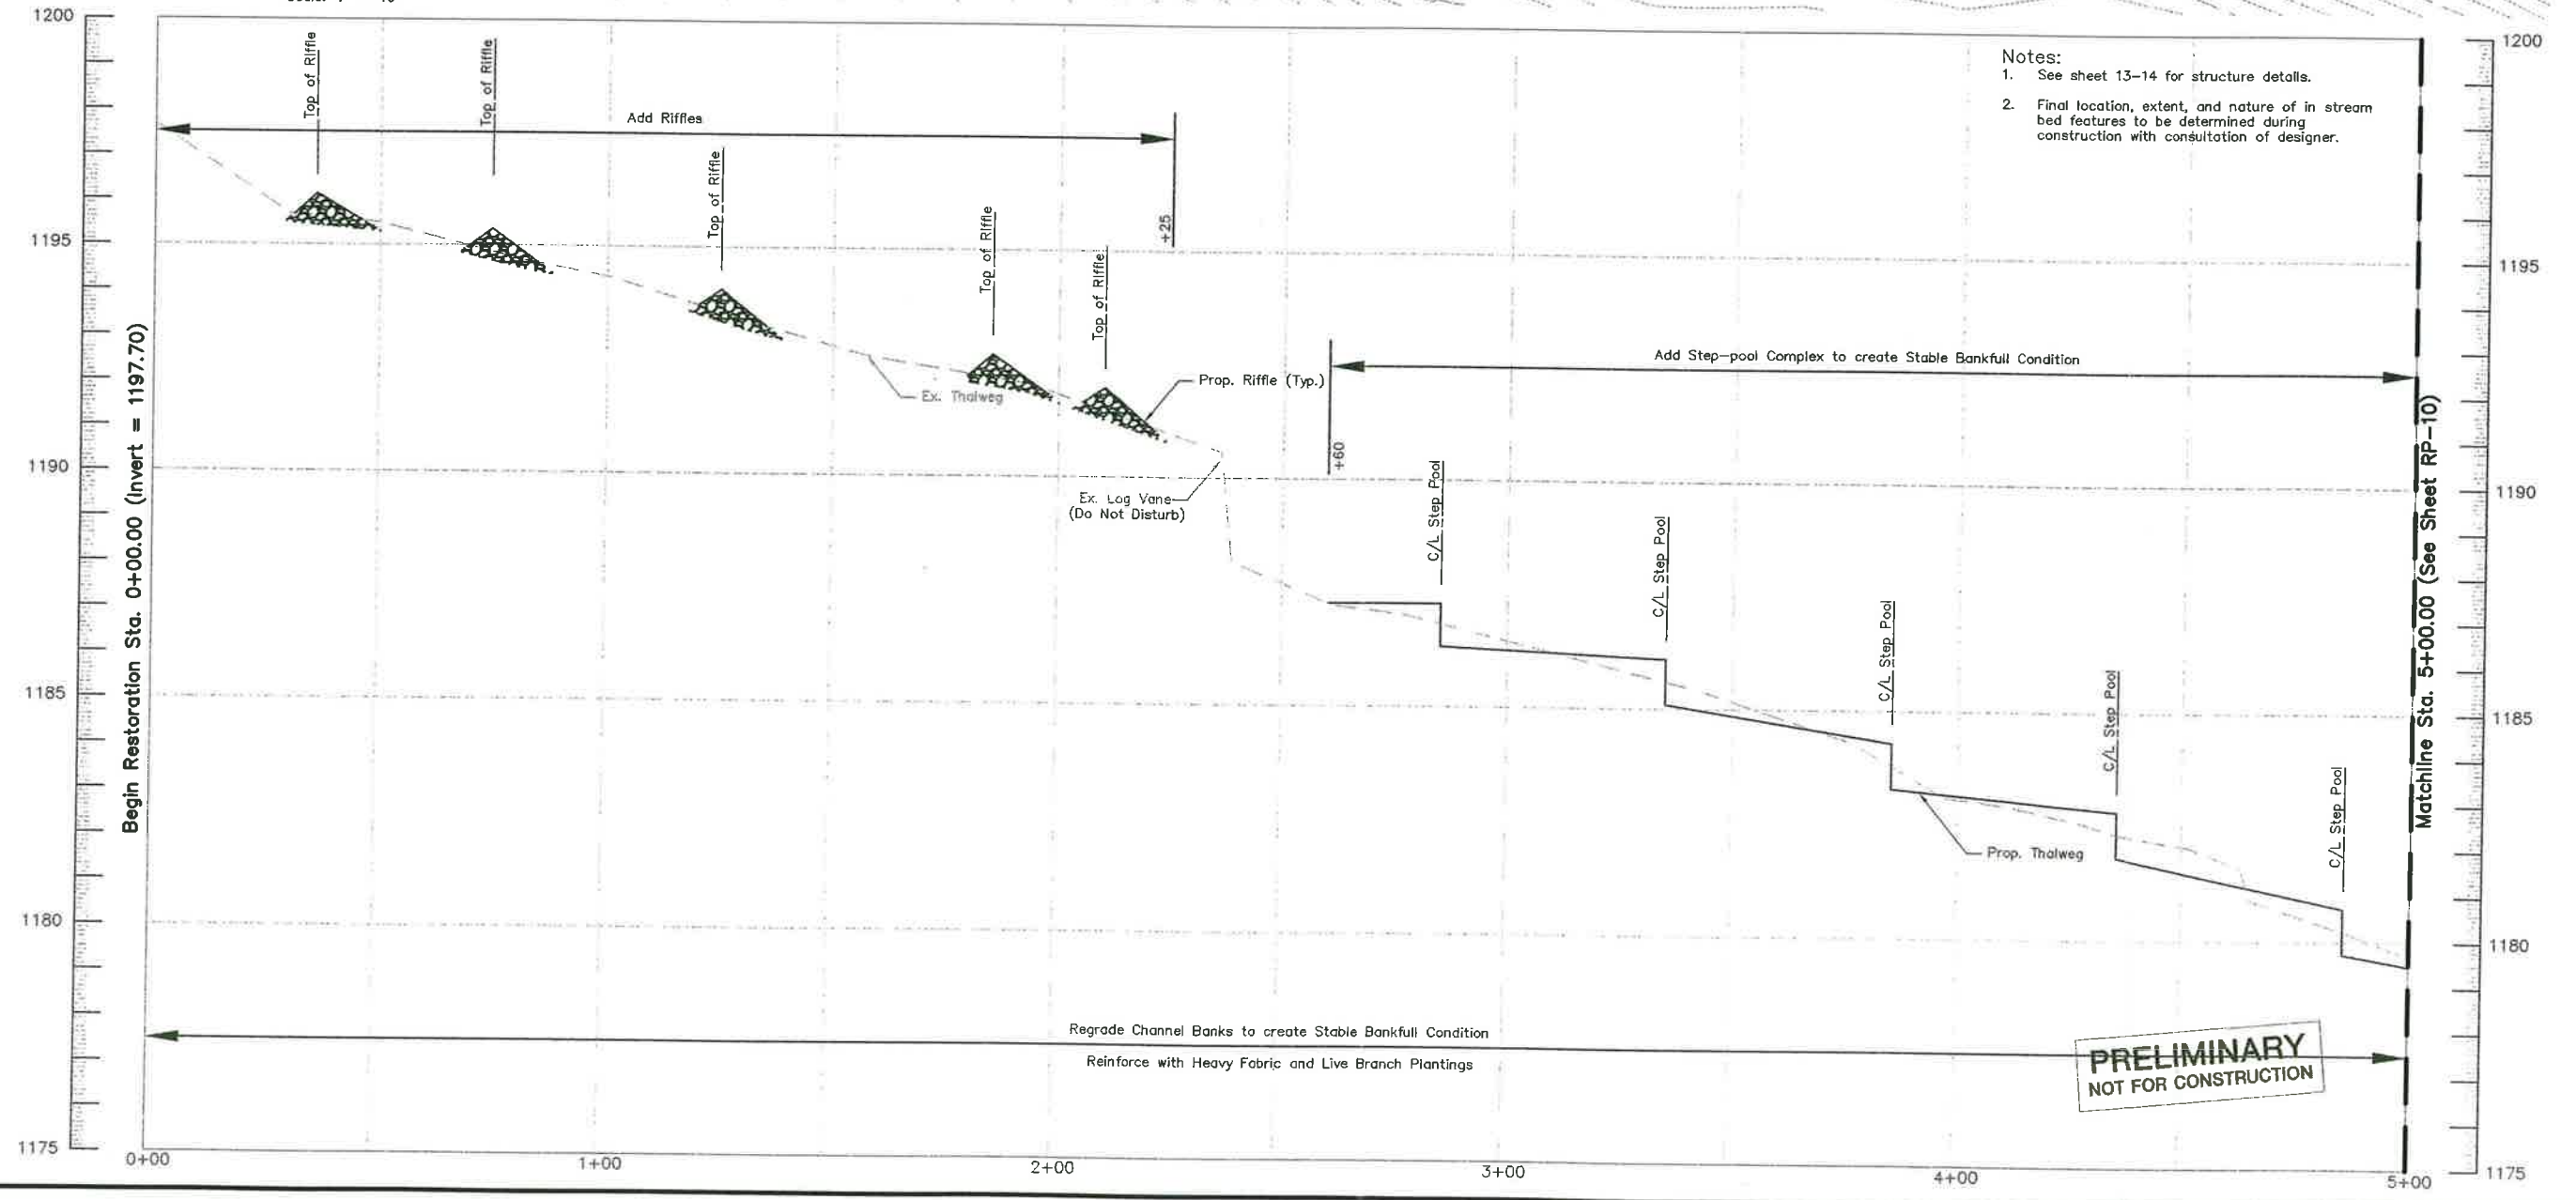 1200
1195
1190
1185
1180
1175
Begin Restoration Sta. 0+00.00 (Invert = 1197.70)
Top of Riffle
Top of Riffle
Top of Riffle
Top of Riffle
Top of Riffle
Add Riffles
+25
Ex. Thalweg
Prop. Riffle (Typ.)
Ex. Log Vane
(Do Not Disturb)
+60
Add Step-pool Complex to create Stable Bankfull Condition
C/L Step Pool
C/L Step Pool
C/L Step Pool
C/L Step Pool
C/L Step Pool
Prop. Thalweg
Notes:
1. See sheet 13-14 for structure details.
2. Final location, extent, and nature of in stream
bed features to be determined during
construction with consultation of designer.
Matchline Sta. 5+00.00 (See Sheet RP-10)
1200
1195
1190
1185
1180
1175
Regrade Channel Banks to create Stable Bankfull Condition
Reinforce with Heavy Fabric and Live Branch Plantings
PRELIMINARY
NOT FOR CONSTRUCTION
0+00
1+00
2+00
3+00
4+00
5+00